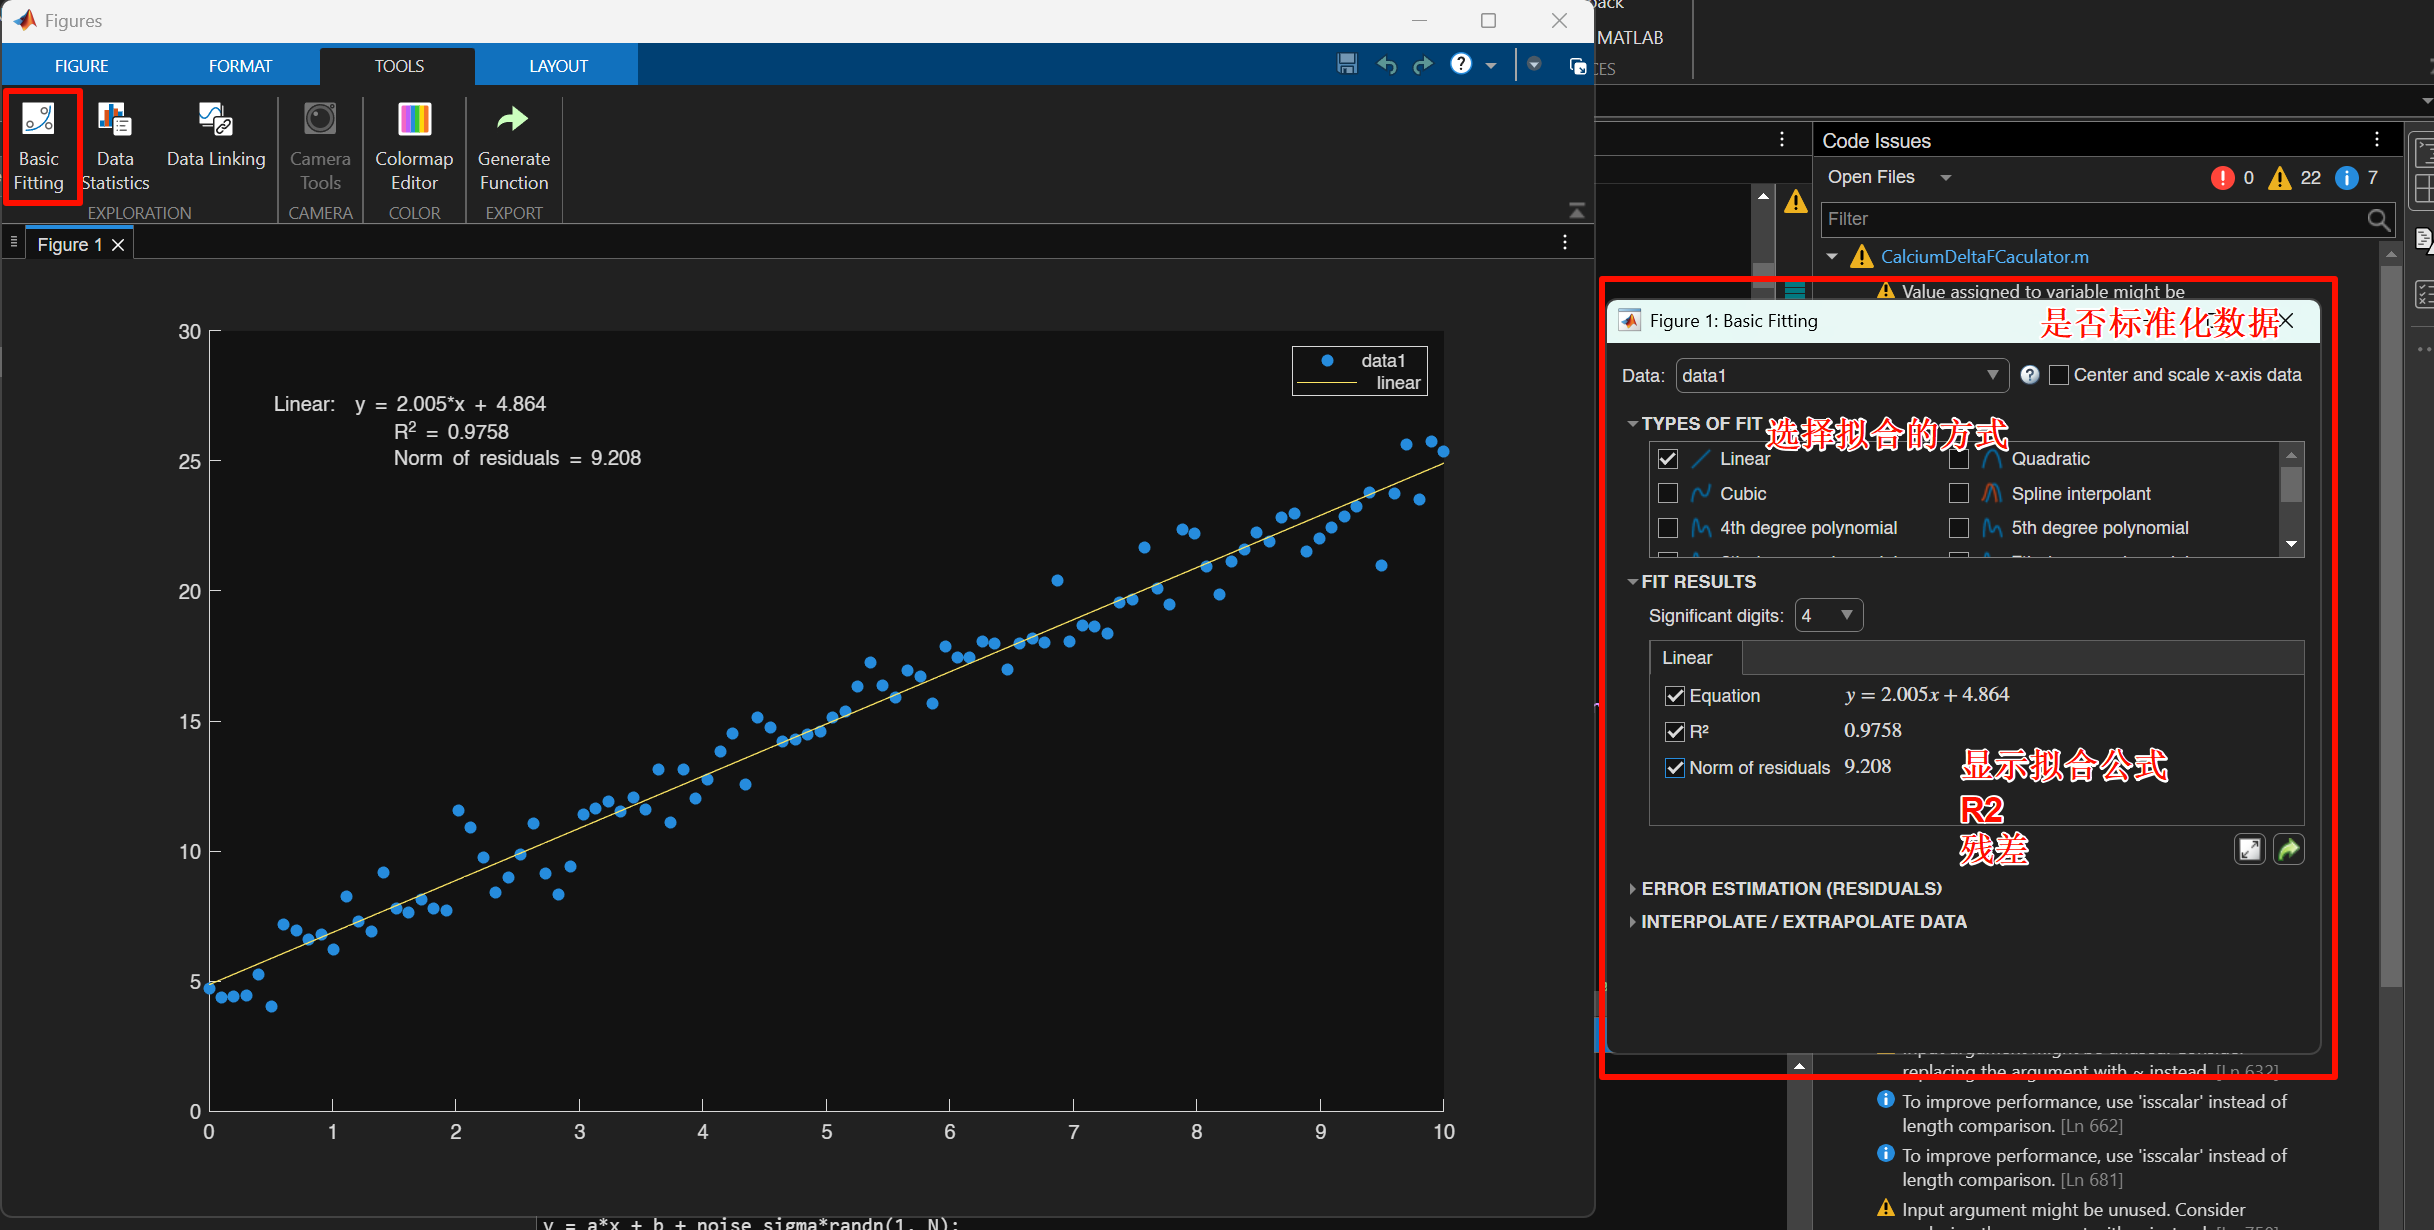 Figures
FIGURE
FORMAT
TOOLS
LAYOUT
Basic Fitting
Data Statistics
Data Linking
Camera Tools
Colormap Editor
Generate Function
EXPLORATION
CAMERA
COLOR
EXPORT
Figure 1
30
25
20
15
10
5
0
0 1 2 3 4 5 6 7 8 9 10
Linear: y = 2.005*x + 4.864
R² = 0.9758
Norm of residuals = 9.208
data1
linear
y = a*x + b + noise_sigma*randn(1, N);
MATLAB
Code Issues
Open Files
0 22 7
Filter
CalciumDeltaFCaculator.m
Value assigned to variable might be
Figure 1: Basic Fitting
是否标准化数据
Data: data1
Center and scale x-axis data
TYPES OF FIT
选择拟合的方式
Linear
Quadratic
Cubic
Spline interpolant
4th degree polynomial
5th degree polynomial
FIT RESULTS
Significant digits: 4
Linear
Equation y = 2.005x + 4.864
R² 0.9758
Norm of residuals 9.208
显示拟合公式
R2
残差
ERROR ESTIMATION (RESIDUALS)
INTERPOLATE / EXTRAPOLATE DATA
replacing the argument with ~ instead. [Ln 632]
To improve performance, use 'isscalar' instead of
length comparison. [Ln 662]
To improve performance, use 'isscalar' instead of
length comparison. [Ln 681]
Input argument might be unused. Consider